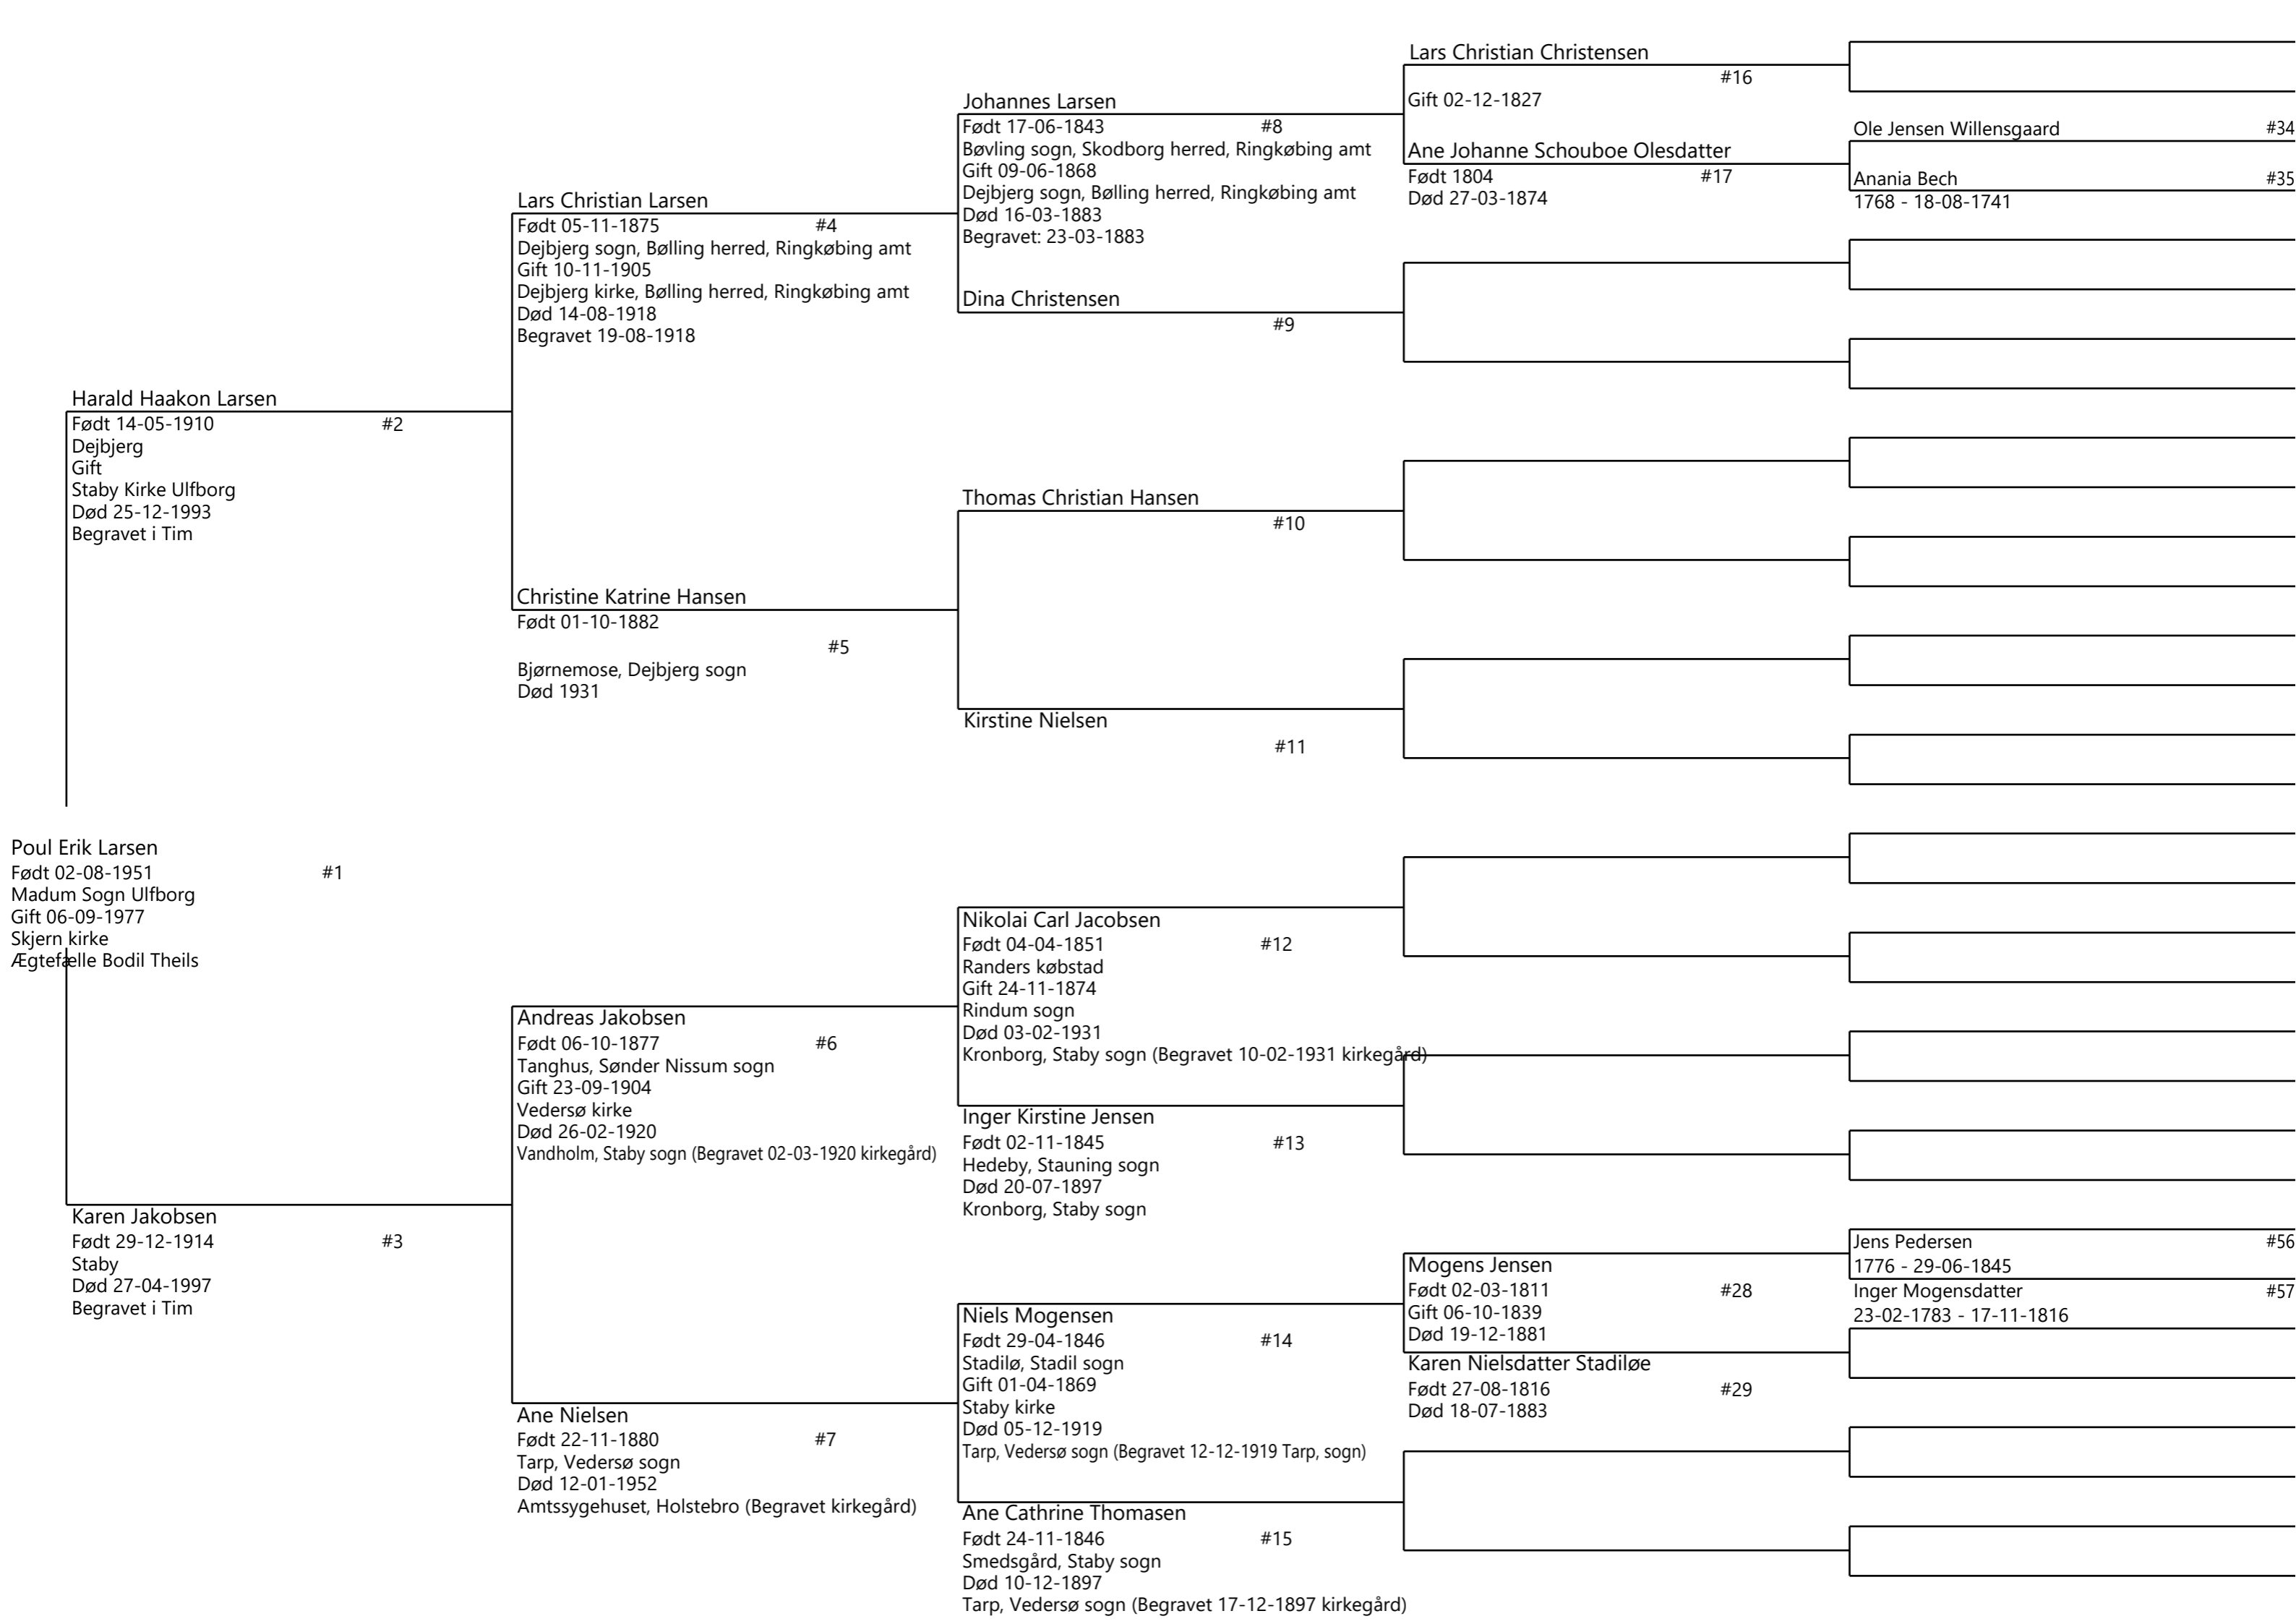 Lars Christian Christensen
#16
Gift 02-12-1827
Ole Jensen Willensgaard #34
Ane Johanne Schouboe Olesdatter
Født 1804 #17
Død 27-03-1874
Anania Bech #35
1768 - 18-08-1741
Johannes Larsen
Født 17-06-1843 #8
Bøvling sogn, Skodborg herred, Ringkøbing amt
Gift 09-06-1868
Dejbjerg sogn, Bølling herred, Ringkøbing amt
Død 16-03-1883
Begravet: 23-03-1883
Lars Christian Larsen
Født 05-11-1875 #4
Dejbjerg sogn, Bølling herred, Ringkøbing amt
Gift 10-11-1905
Dejbjerg kirke, Bølling herred, Ringkøbing amt
Død 14-08-1918
Begravet 19-08-1918
Dina Christensen
#9
Harald Haakon Larsen
Født 14-05-1910 #2
Dejbjerg
Gift
Staby Kirke Ulfborg
Død 25-12-1993
Begravet i Tim
Thomas Christian Hansen
#10
Christine Katrine Hansen
Født 01-10-1882
#5
Bjørnemose, Dejbjerg sogn
Død 1931
Kirstine Nielsen
#11
Poul Erik Larsen
Født 02-08-1951 #1
Madum Sogn Ulfborg
Gift 06-09-1977
Skjern kirke
Ægtefælle Bodil Theils
Nikolai Carl Jacobsen
Født 04-04-1851 #12
Randers købstad
Gift 24-11-1874
Rindum sogn
Død 03-02-1931
Kronborg, Staby sogn (Begravet 10-02-1931 kirkegård)
Andreas Jakobsen
Født 06-10-1877 #6
Tanghus, Sønder Nissum sogn
Gift 23-09-1904
Vedersø kirke
Død 26-02-1920
Vandholm, Staby sogn (Begravet 02-03-1920 kirkegård)
Inger Kirstine Jensen
Født 02-11-1845 #13
Hedeby, Stauning sogn
Død 20-07-1897
Kronborg, Staby sogn
Karen Jakobsen
Født 29-12-1914 #3
Staby
Død 27-04-1997
Begravet i Tim
Jens Pedersen #56
1776 - 29-06-1845
Mogens Jensen
Født 02-03-1811 #28
Gift 06-10-1839
Død 19-12-1881
Inger Mogensdatter #57
23-02-1783 - 17-11-1816
Niels Mogensen
Født 29-04-1846 #14
Stadilø, Stadil sogn
Gift 01-04-1869
Staby kirke
Død 05-12-1919
Tarp, Vedersø sogn (Begravet 12-12-1919 Tarp, sogn)
Karen Nielsdatter Stadiløe
Født 27-08-1816 #29
Død 18-07-1883
Ane Nielsen
Født 22-11-1880 #7
Tarp, Vedersø sogn
Død 12-01-1952
Amtssygehuset, Holstebro (Begravet kirkegård)
Ane Cathrine Thomasen
Født 24-11-1846 #15
Smedsgård, Staby sogn
Død 10-12-1897
Tarp, Vedersø sogn (Begravet 17-12-1897 kirkegård)